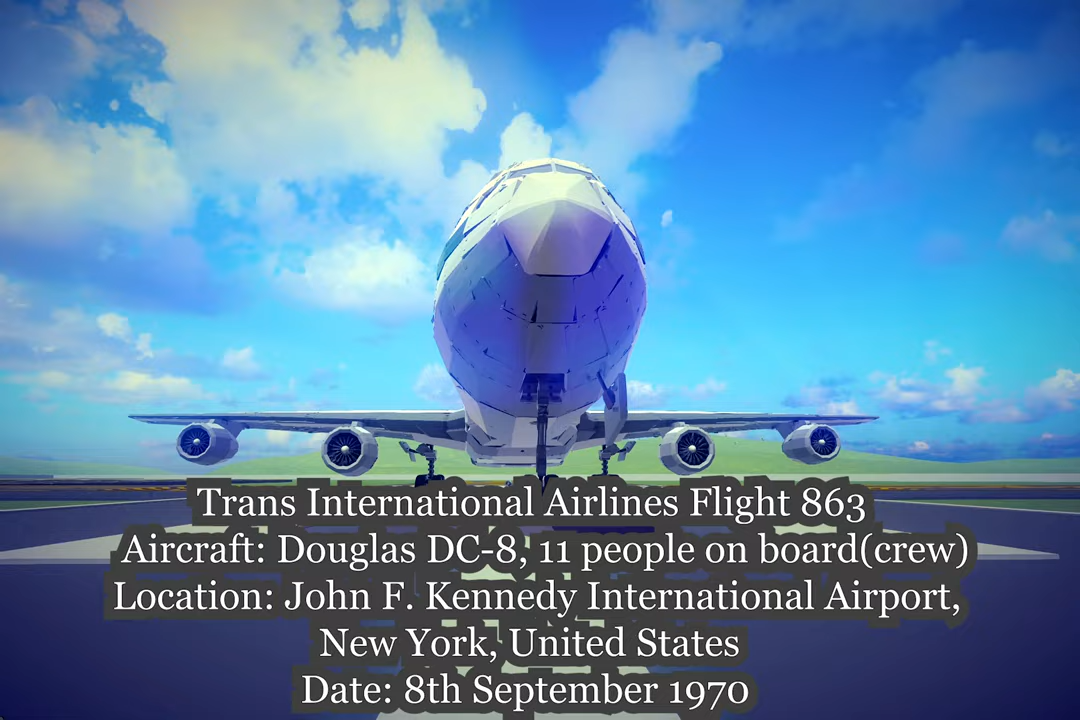 Trans International Airlines Flight 863
Aircraft: Douglas DC-8, 11 people on board(crew)
Location: John F. Kennedy International Airport,
New York, United States
Date: 8th September 1970